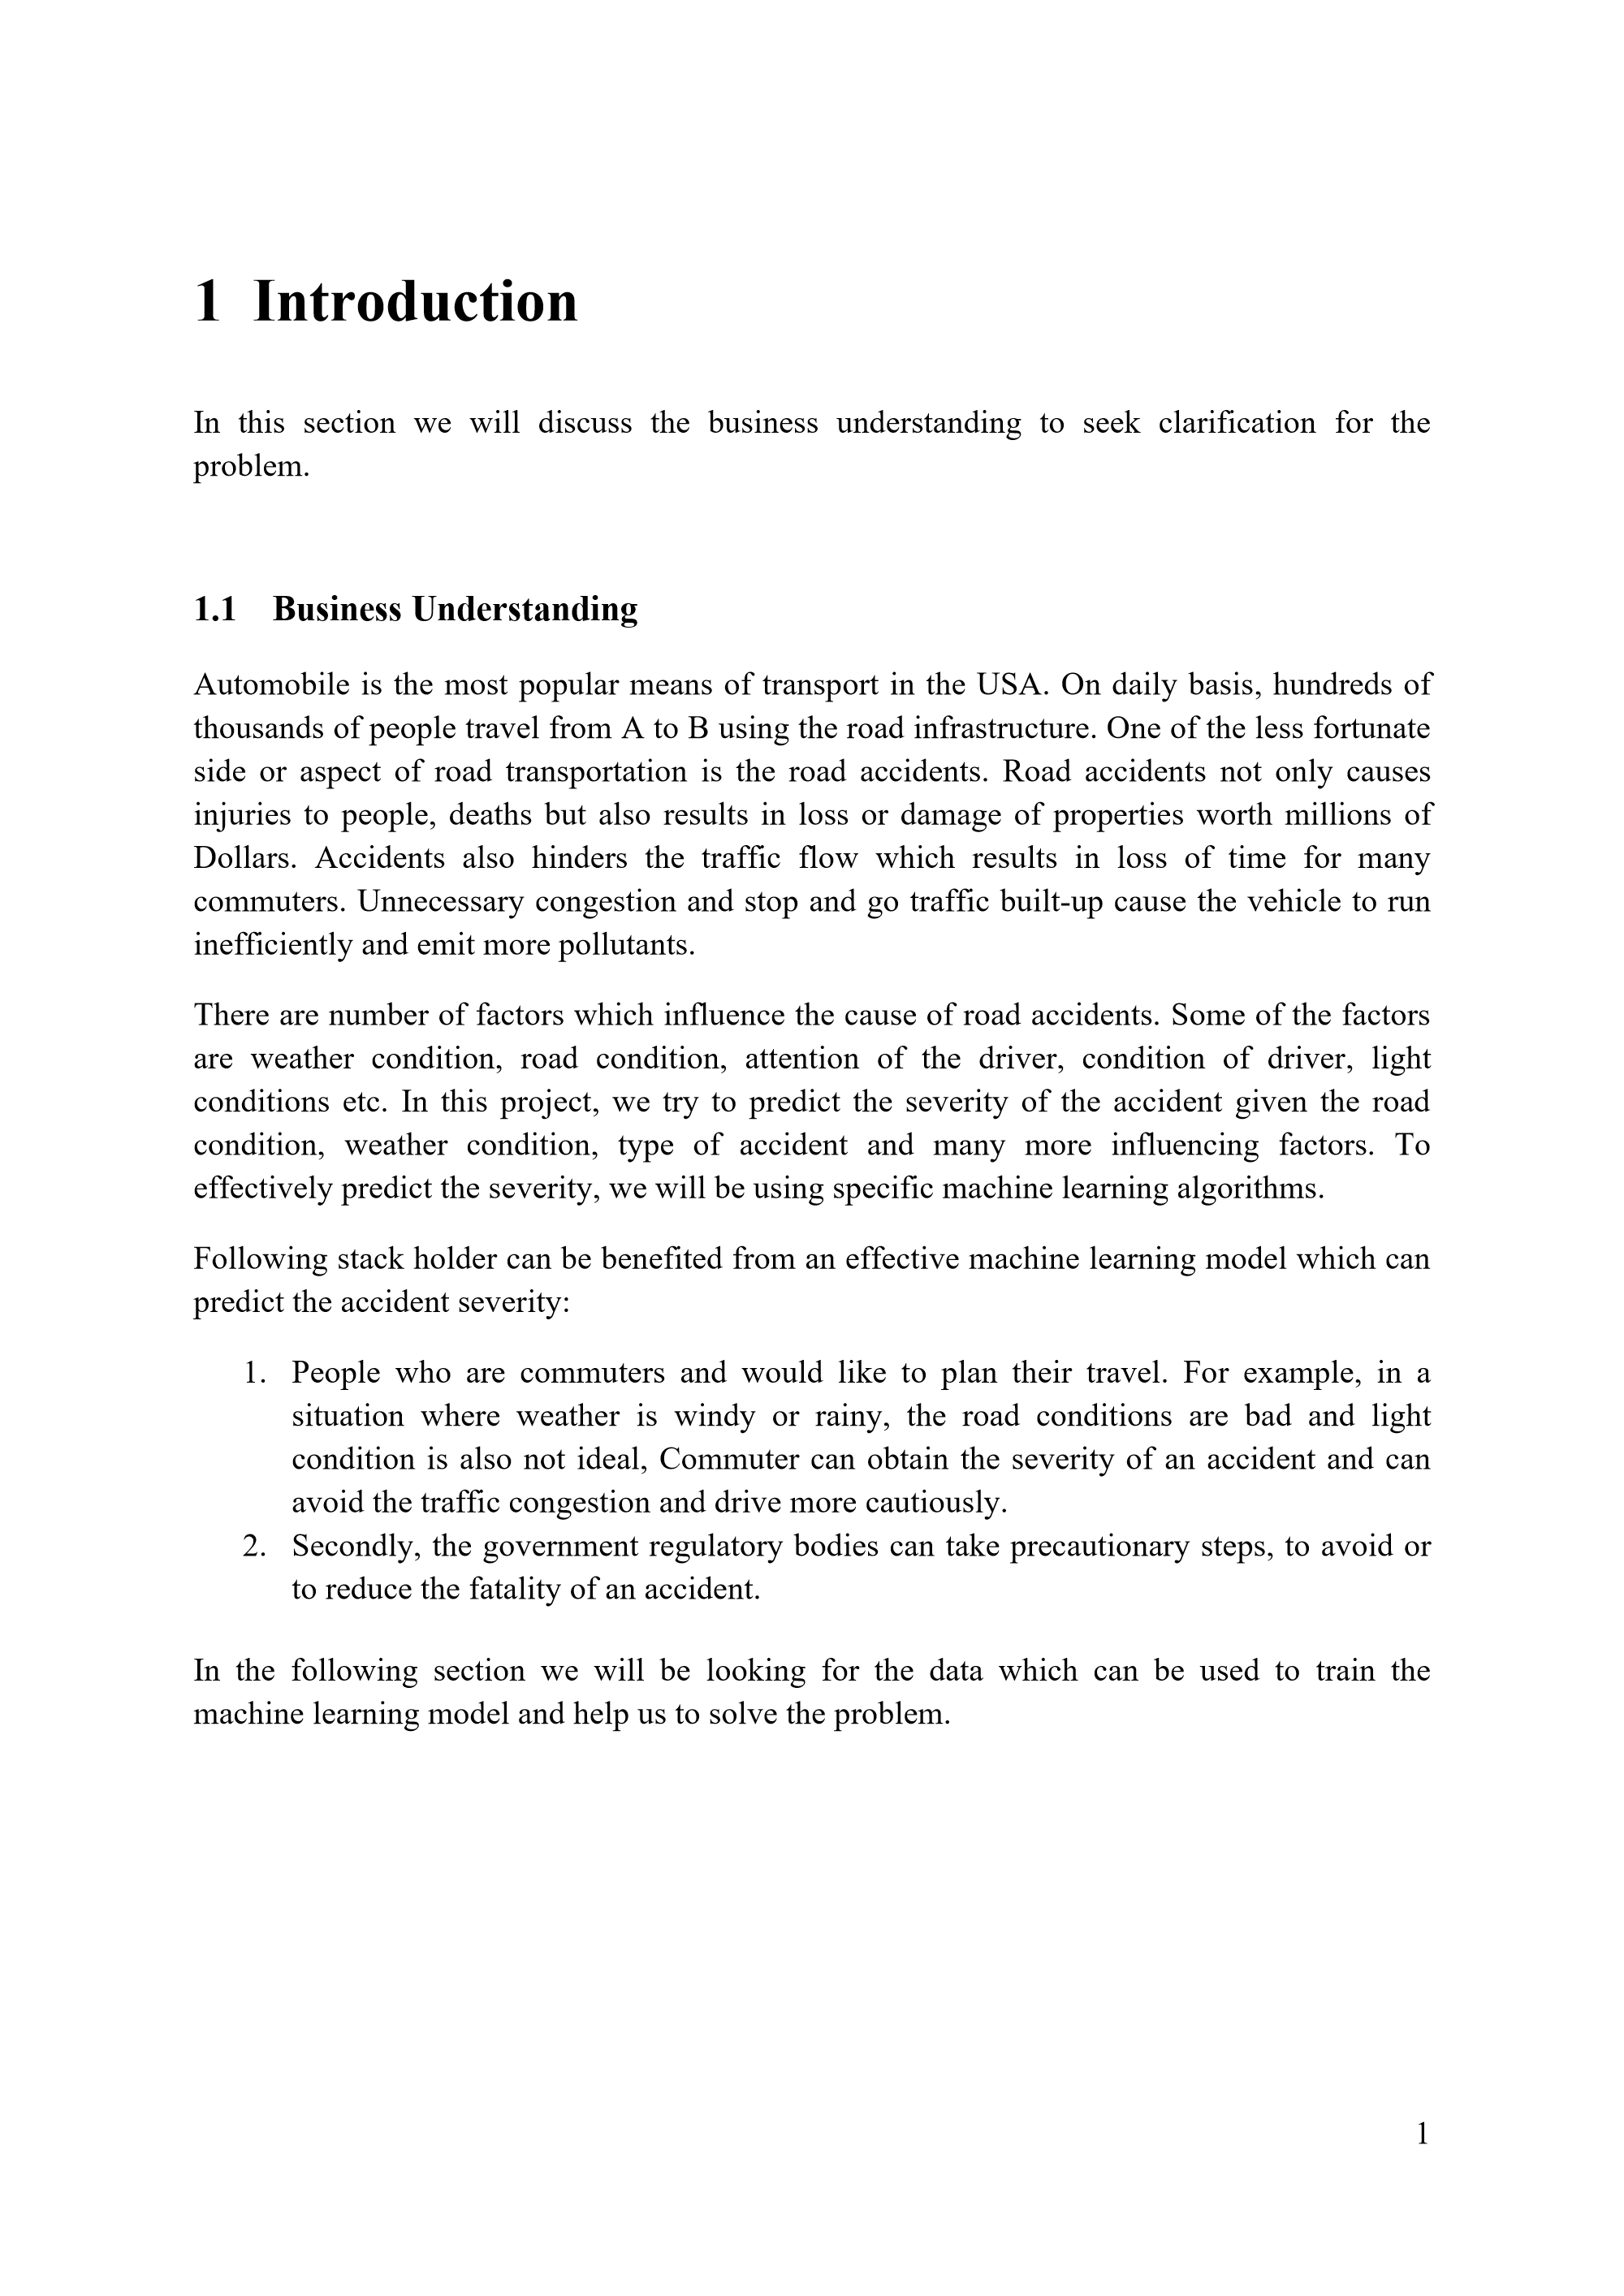 1 Introduction
In this section we will discuss the business understanding to seek clarification for the
problem.
1.1 Business Understanding
Automobile is the most popular means of transport in the USA. On daily basis, hundreds of
thousands of people travel from A to B using the road infrastructure. One of the less fortunate
side or aspect of road transportation is the road accidents. Road accidents not only causes
injuries to people, deaths but also results in loss or damage of properties worth millions of
Dollars. Accidents also hinders the traffic flow which results in loss of time for many
commuters. Unnecessary congestion and stop and go traffic built-up cause the vehicle to run
inefficiently and emit more pollutants.
There are number of factors which influence the cause of road accidents. Some of the factors
are weather condition, road condition, attention of the driver, condition of driver, light
conditions etc. In this project, we try to predict the severity of the accident given the road
condition, weather condition, type of accident and many more influencing factors. To
effectively predict the severity, we will be using specific machine learning algorithms.
Following stack holder can be benefited from an effective machine learning model which can
predict the accident severity:
1. People who are commuters and would like to plan their travel. For example, in a
situation where weather is windy or rainy, the road conditions are bad and light
condition is also not ideal, Commuter can obtain the severity of an accident and can
avoid the traffic congestion and drive more cautiously.
2. Secondly, the government regulatory bodies can take precautionary steps, to avoid or
to reduce the fatality of an accident.
In the following section we will be looking for the data which can be used to train the
machine learning model and help us to solve the problem.
1